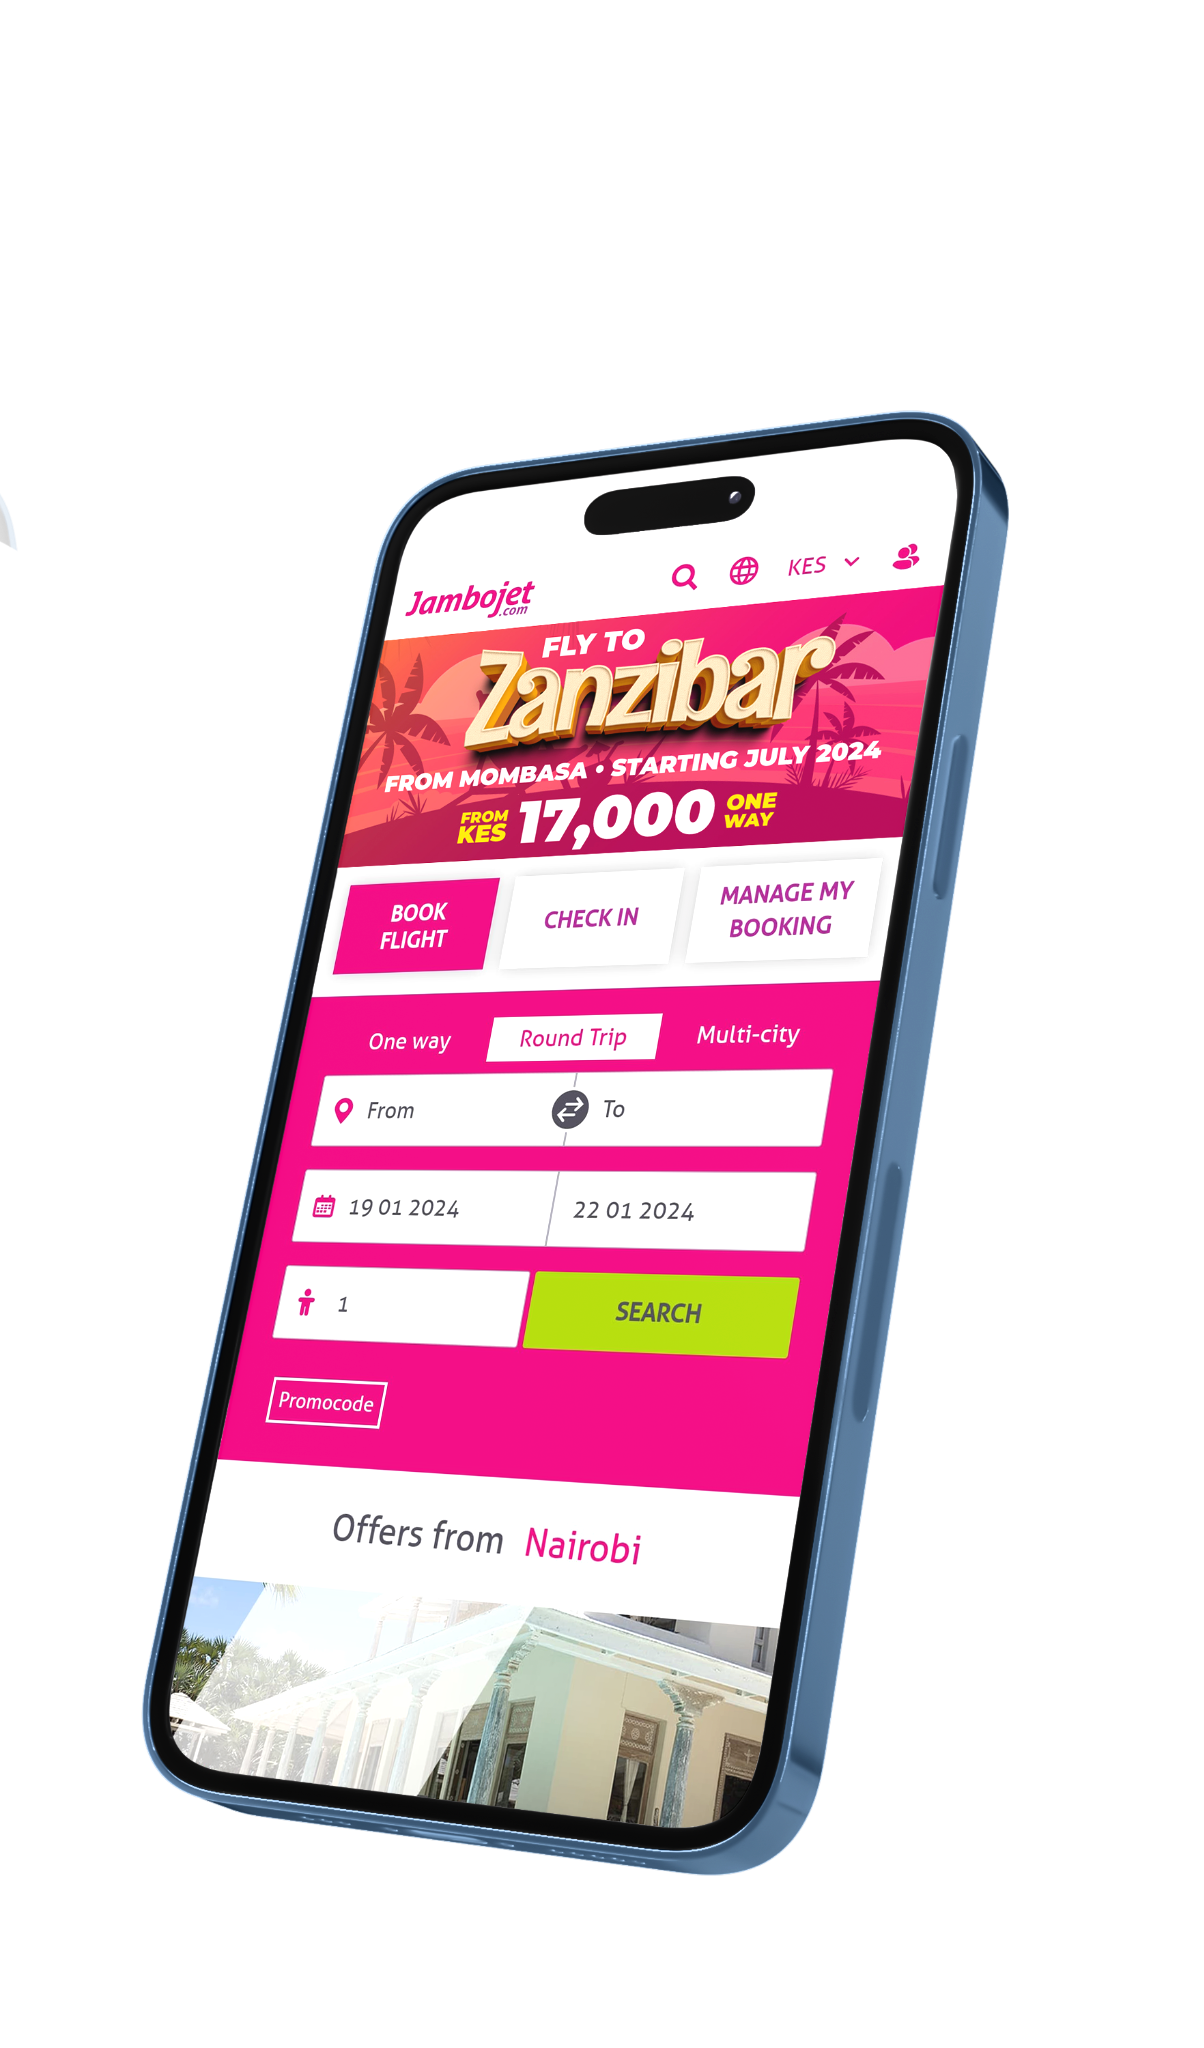 Jambojet
.com
KES
FLY TO
Zanzibar
FROM MOMBASA • STARTING JULY 2024
FROM
KES
17,000
ONE
WAY
BOOK
FLIGHT
CHECK IN
MANAGE MY
BOOKING
One way
Round Trip
Multi-city
From
To
19 01 2024
22 01 2024
1
SEARCH
Promocode
Offers from Nairobi